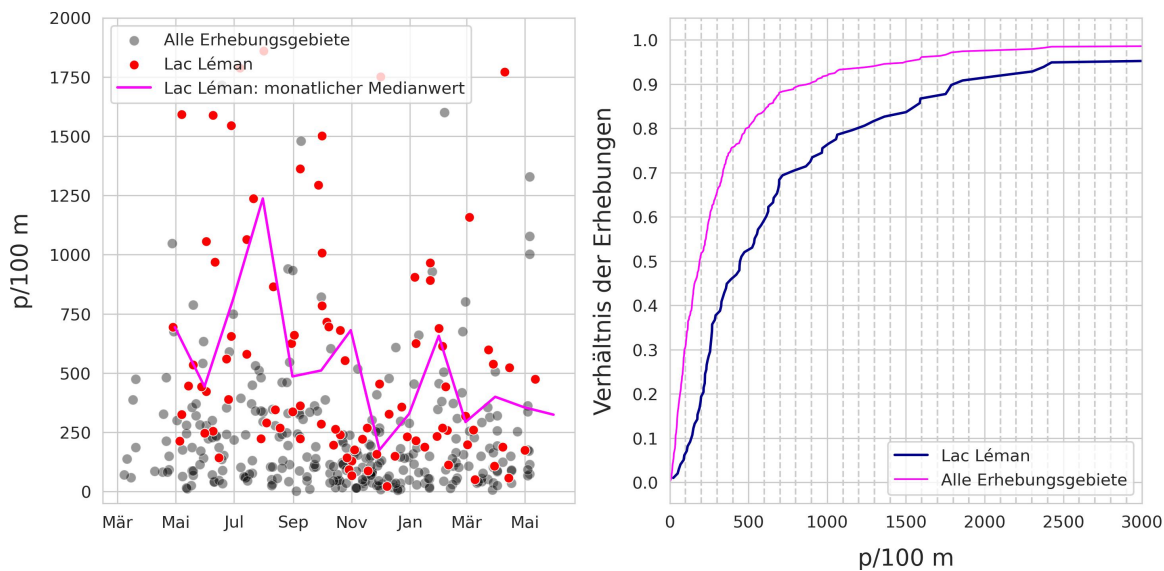 2000
1750
1500
1250
1000
750
500
250
0
p/100 m
Alle Erhebungsgebiete
Lac Léman
Lac Léman: monatlicher Medianwert
Mär Mai Jul Sep Nov Jan Mär Mai
1.0
0.9
0.8
0.7
0.6
0.5
0.4
0.3
0.2
0.1
0.0
Verhältnis der Erhebungen
Lac Léman
Alle Erhebungsgebiete
0 500 1000 1500 2000 2500 3000
p/100 m